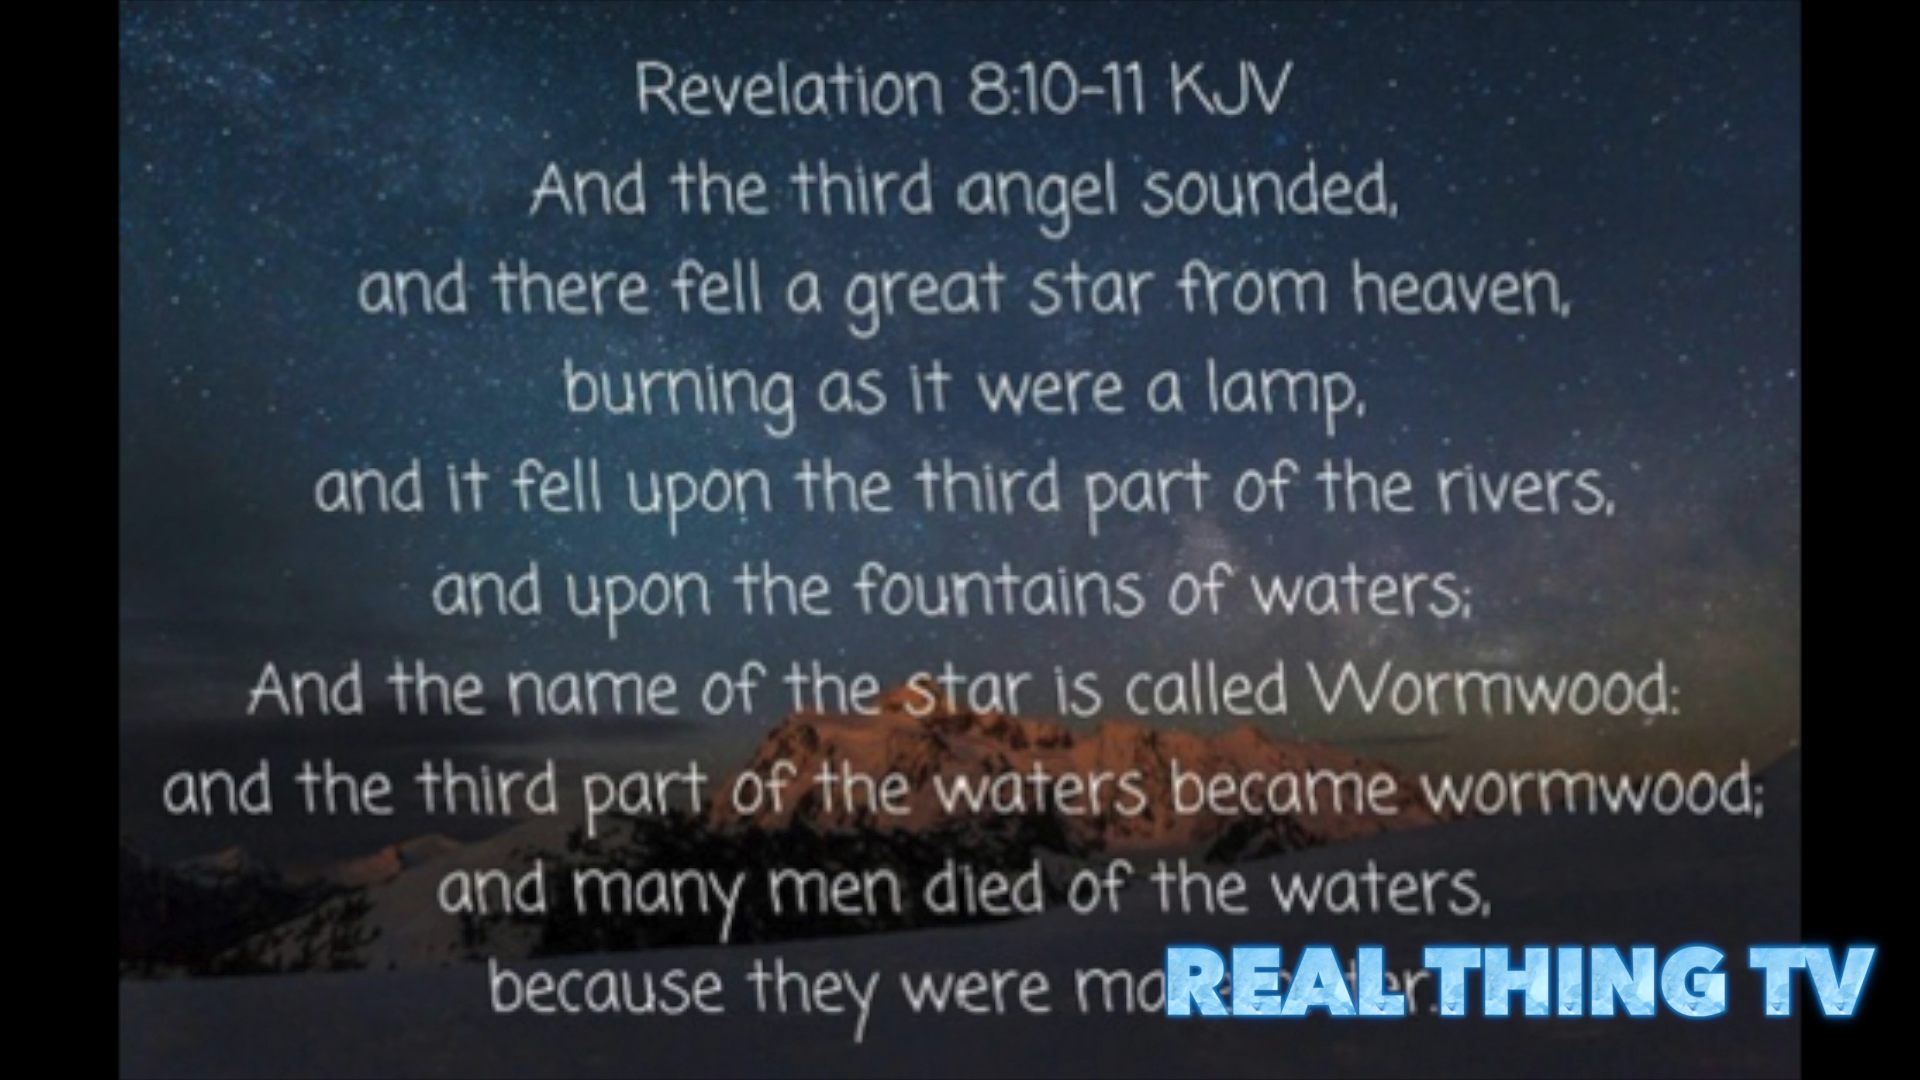 Revelation 8:10-11 KJV
And the third angel sounded,
and there fell a great star from heaven,
burning as it were a lamp,
and it fell upon the third part of the rivers,
and upon the fountains of waters;
And the name of the star is called Wormwood:
and the third part of the waters became wormwood;
and many men died of the waters,
because they were
REAL THING TV